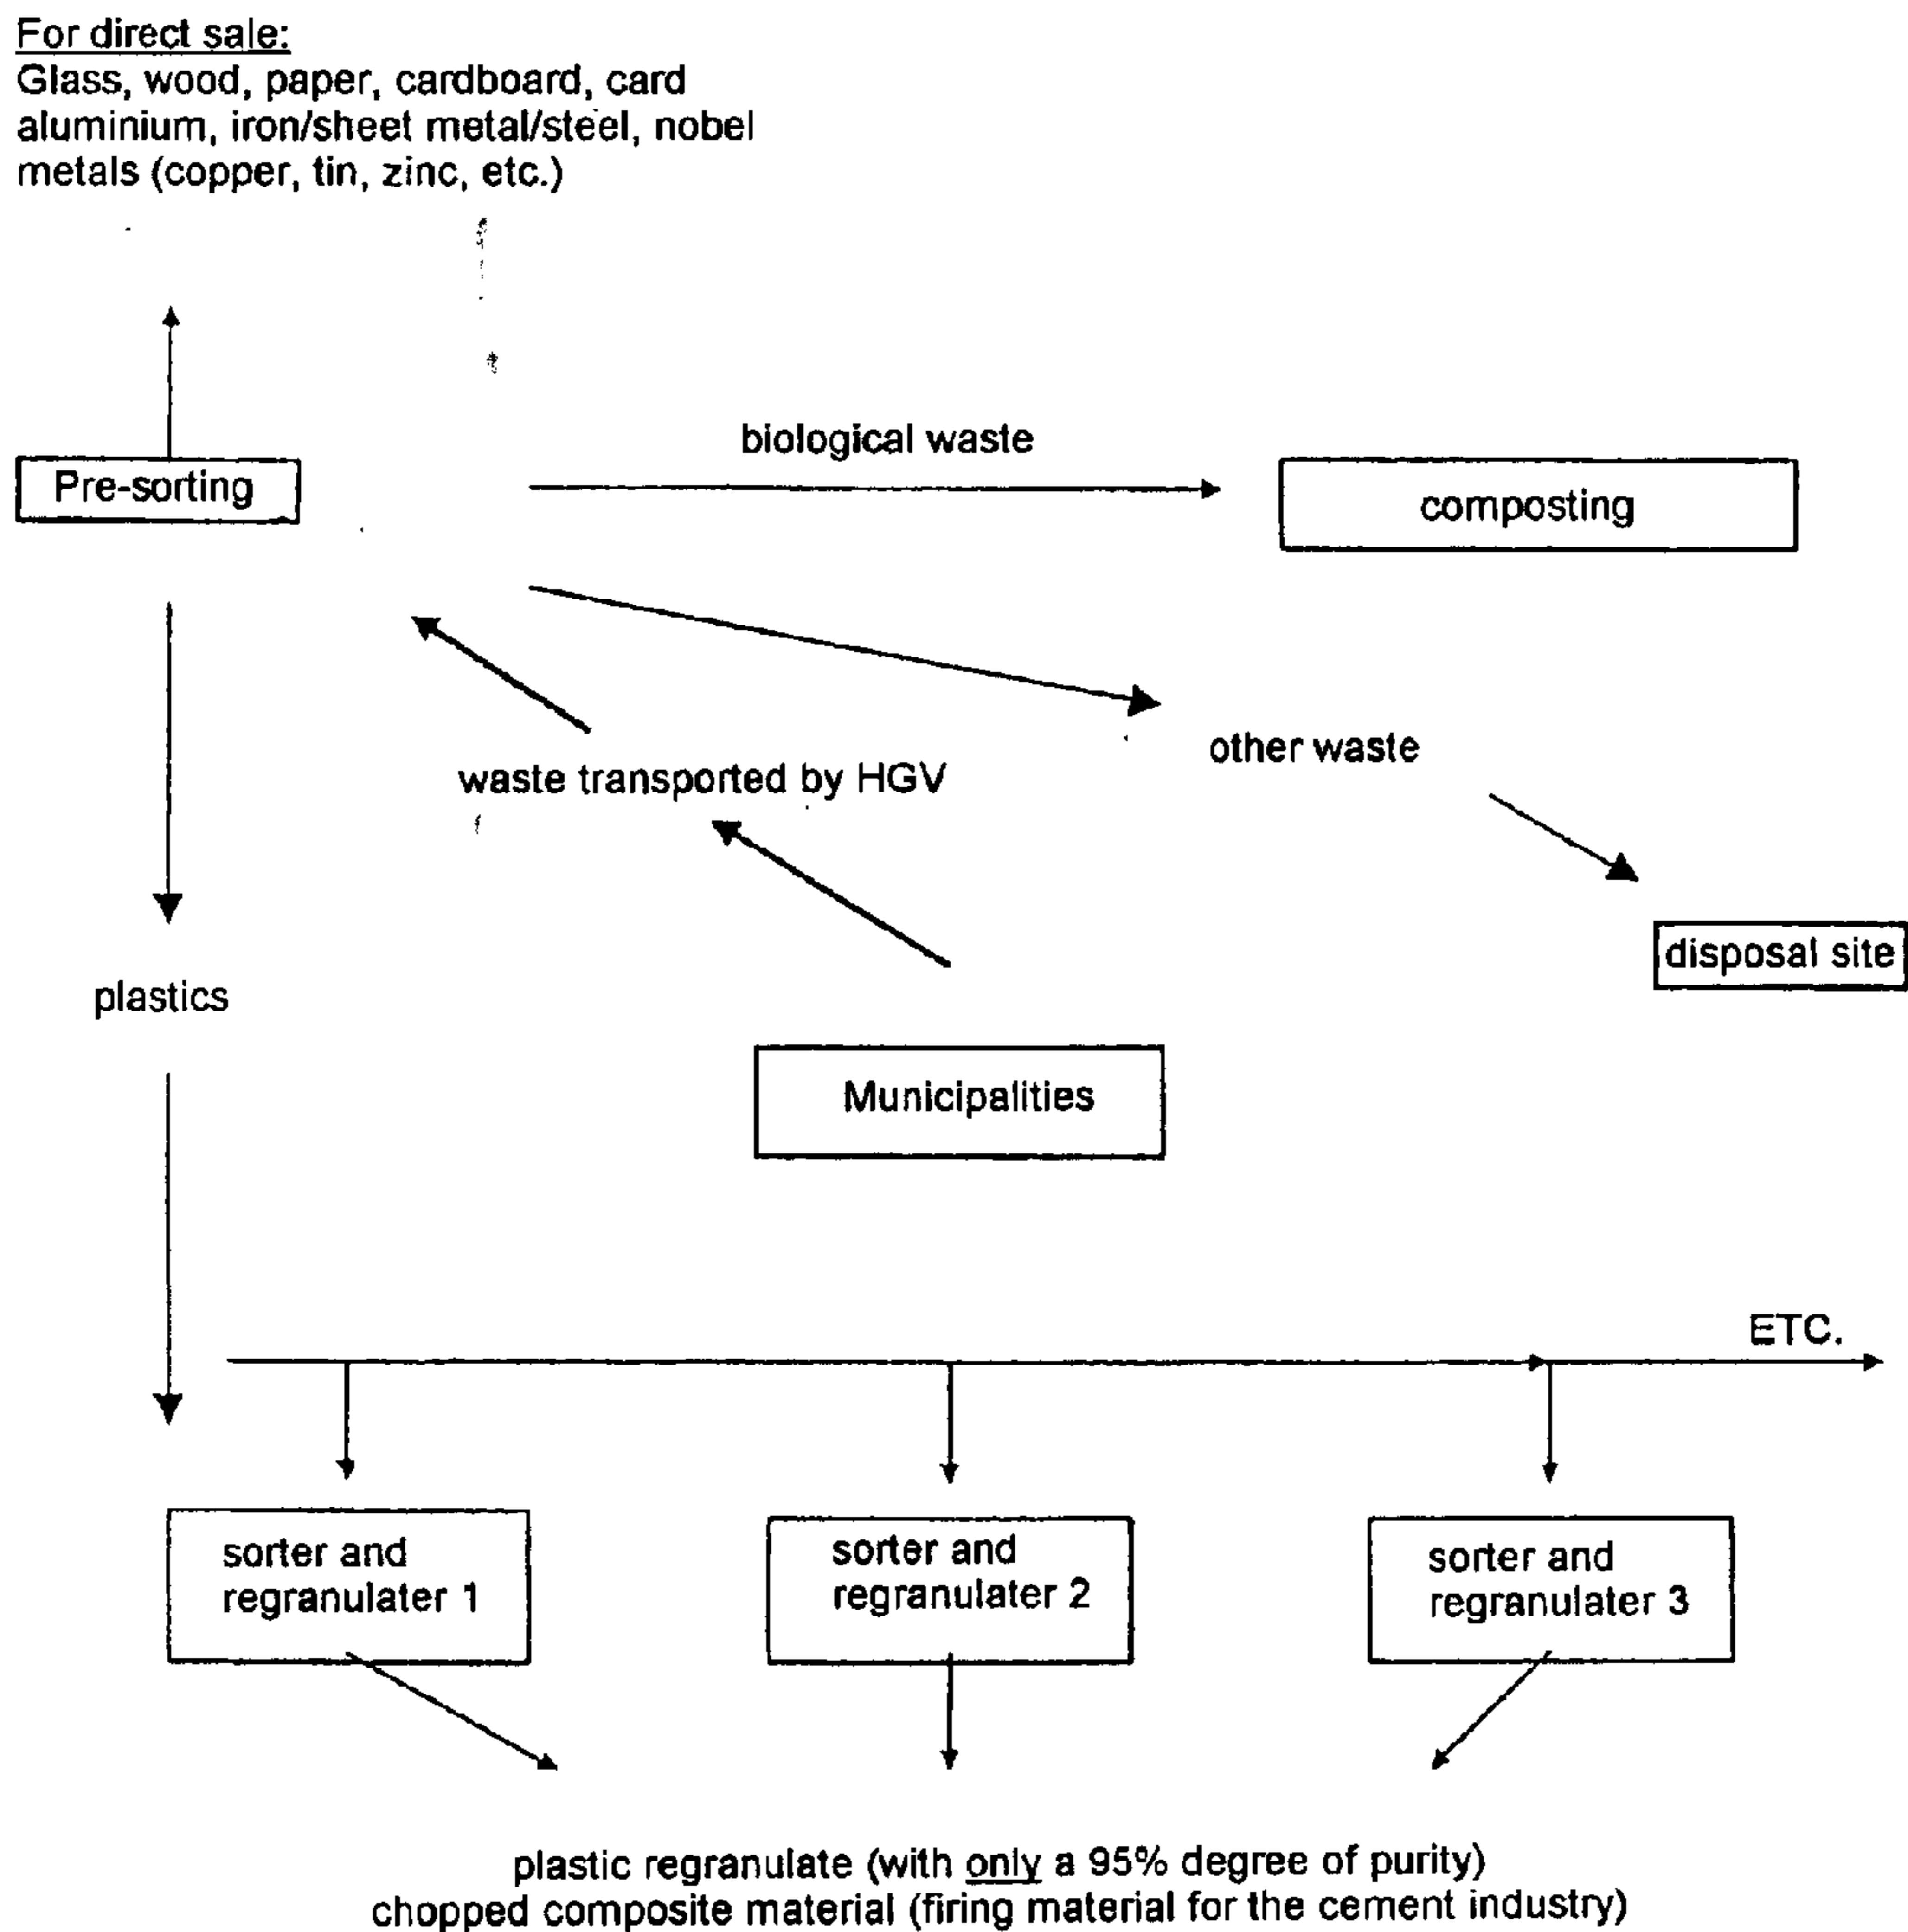 For direct sale:
Glass, wood, paper, cardboard, card
aluminium, iron/sheet metal/steel, nobel
metals (copper, tin, zinc, etc.)
biological waste
Pre-sorting
composting
other waste
waste transported by HGV
disposal site
plastics
Municipalities
ETC.
sorter and
regranulater 1
sorter and
regranulater 2
sorter and
regranulater 3
plastic regranulate (with only a 95% degree of purity)
chopped composite material (firing material for the cement industry)